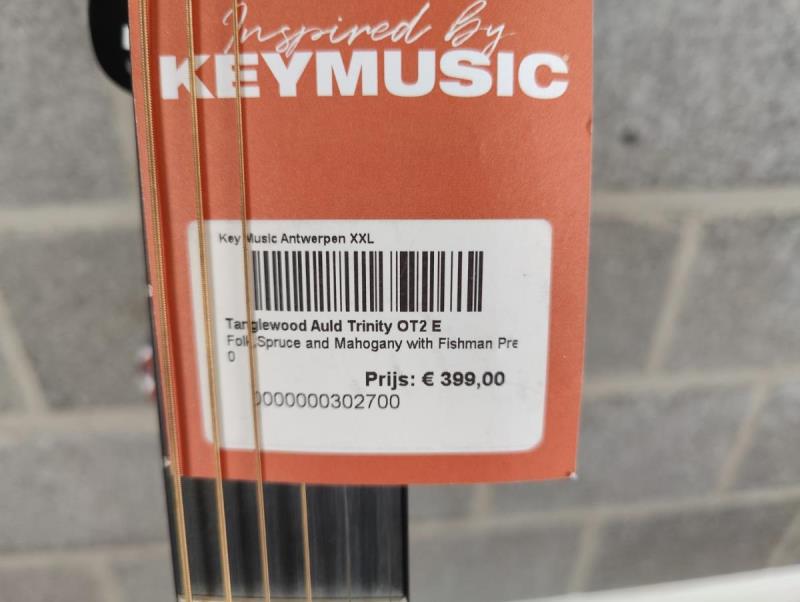 Inspired By
KEYMUSIC
Key Music Antwerpen XXL
Tanglewood Auld Trinity OT2 E
Folk,Spruce and Mahogany with Fishman Pre
0
Prijs: € 399,00
0000000302700